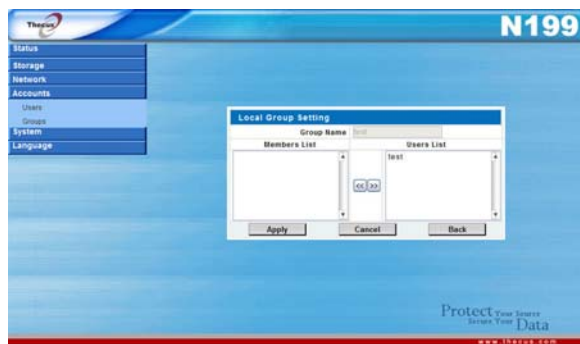 Thecus
N199
Status
Storage
Network
Accounts
Users
Groups
System
Language
Local Group Setting
Group Name test
Members List Users List
test
<< >>
Apply Cancel Back
Protect Your Source
Secure Your Data
www.thecus.com